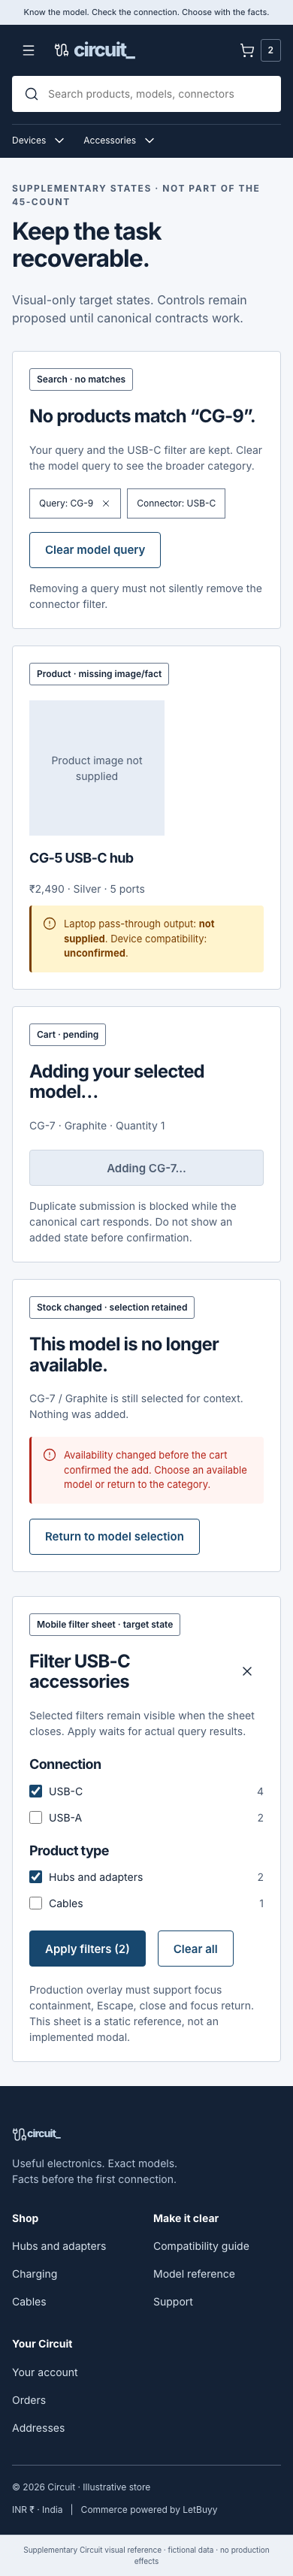 Know the model. Check the connection. Choose with the facts.
circuit_
2
Search products, models, connectors
Devices
Accessories
SUPPLEMENTARY STATES · NOT PART OF THE
45-COUNT
Keep the task
recoverable.
Visual-only target states. Controls remain
proposed until canonical contracts work.
Search · no matches
No products match “CG-9”.
Your query and the USB-C filter are kept. Clear
the model query to see the broader category.
Query: CG-9
Connector: USB-C
Clear model query
Removing a query must not silently remove the
connector filter.
Product · missing image/fact
Product image not
supplied
CG-5 USB-C hub
₹2,490 · Silver · 5 ports
Laptop pass-through output: not
supplied. Device compatibility:
unconfirmed.
Cart · pending
Adding your selected
model…
CG-7 · Graphite · Quantity 1
Adding CG-7…
Duplicate submission is blocked while the
canonical cart responds. Do not show an
added state before confirmation.
Stock changed · selection retained
This model is no longer
available.
CG-7 / Graphite is still selected for context.
Nothing was added.
Availability changed before the cart
confirmed the add. Choose an available
model or return to the category.
Return to model selection
Mobile filter sheet · target state
Filter USB-C
accessories
Selected filters remain visible when the sheet
closes. Apply waits for actual query results.
Connection
USB-C 4
USB-A 2
Product type
Hubs and adapters 2
Cables 1
Apply filters (2)
Clear all
Production overlay must support focus
containment, Escape, close and focus return.
This sheet is a static reference, not an
implemented modal.
circuit_
Useful electronics. Exact models.
Facts before the first connection.
Shop
Hubs and adapters
Charging
Cables
Make it clear
Compatibility guide
Model reference
Support
Your Circuit
Your account
Orders
Addresses
© 2026 Circuit · Illustrative store
INR ₹ · India | Commerce powered by LetBuyy
Supplementary Circuit visual reference · fictional data · no production
effects